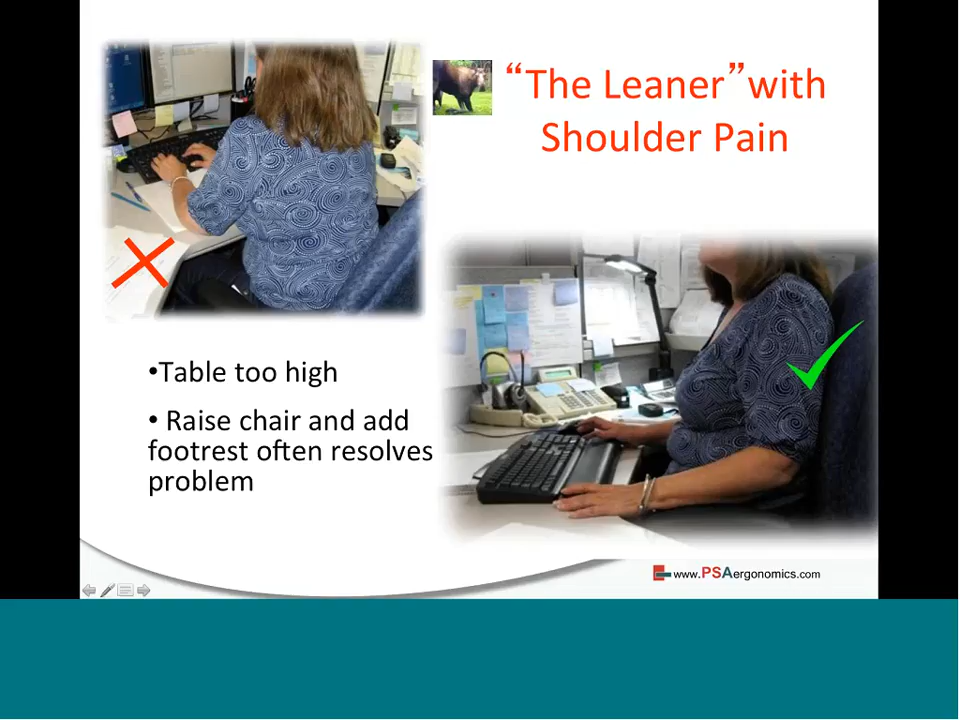 “The Leaner”with
Shoulder Pain
•Table too high
• Raise chair and add
footrest often resolves
problem
www.PSAergonomics.com